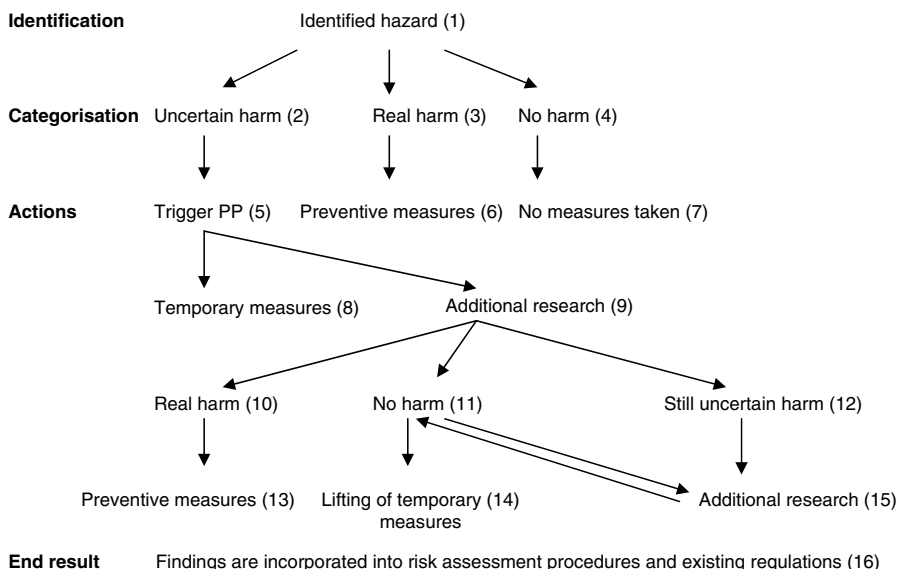 Identification Identified hazard (1)
Categorisation Uncertain harm (2) Real harm (3) No harm (4)
Actions Trigger PP (5) Preventive measures (6) No measures taken (7)
Temporary measures (8) Additional research (9)
Real harm (10) No harm (11) Still uncertain harm (12)
Preventive measures (13) Lifting of temporary (14) Additional research (15)
measures
End result Findings are incorporated into risk assessment procedures and existing regulations (16)